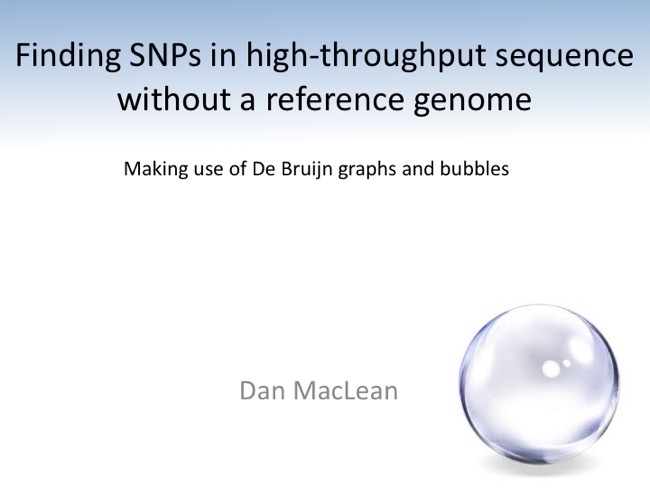 Finding SNPs in high-throughput sequence
without a reference genome
Making use of De Bruijn graphs and bubbles
Dan MacLean